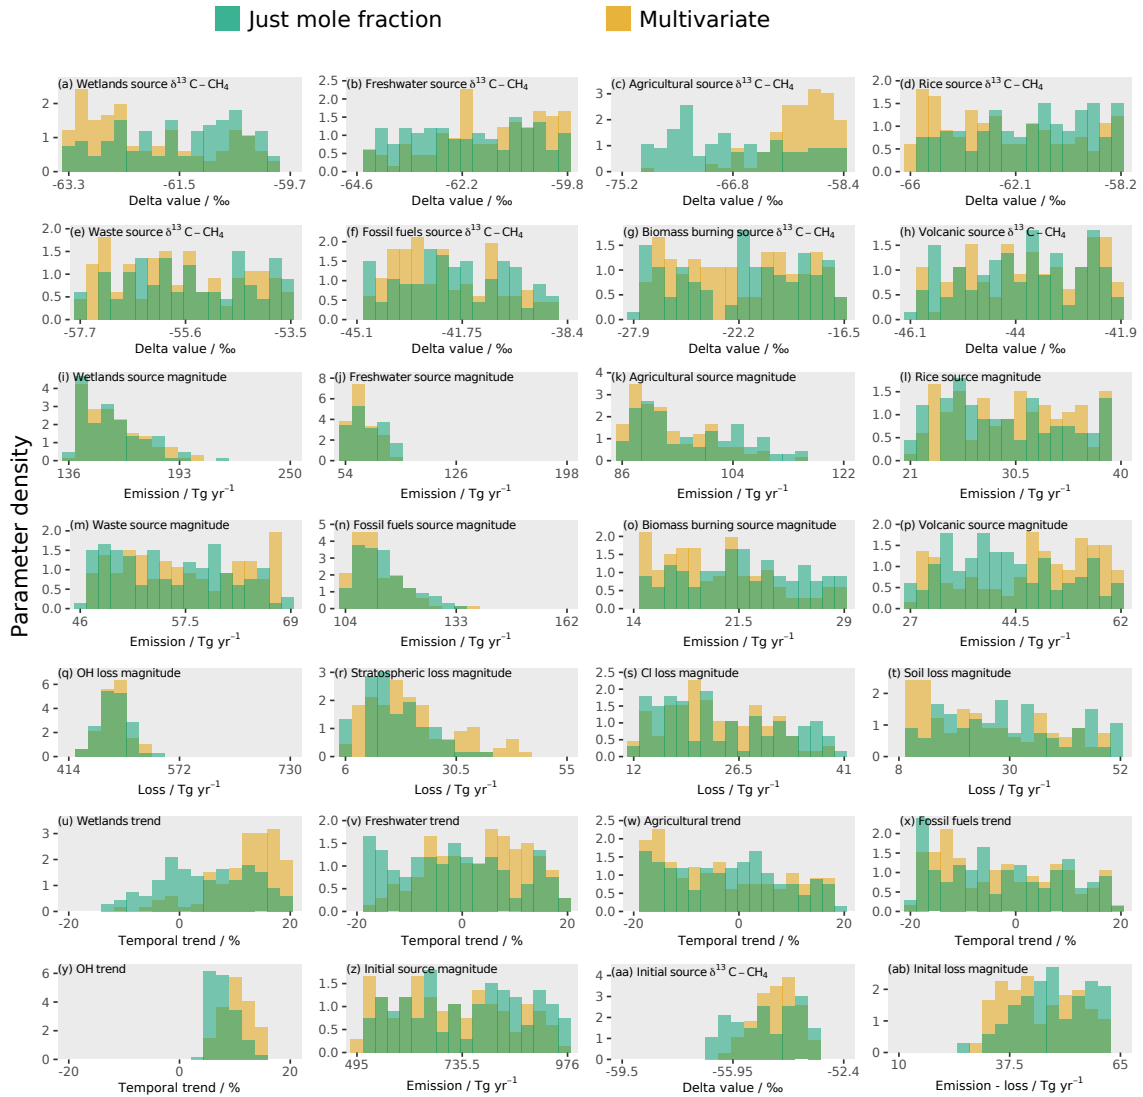 Just mole fraction Multivariate
Parameter density
(a) Wetlands source δ¹³ C – CH₄
2
1
0
-63.3 -61.5 -59.7
Delta value / ‰
(b) Freshwater source δ¹³ C – CH₄
2.5
2.0
1.5
1.0
0.5
0.0
-64.6 -62.2 -59.8
Delta value / ‰
(c) Agricultural source δ¹³ C – CH₄
3
2
1
0
-75.2 -66.8 -58.4
Delta value / ‰
(d) Rice source δ¹³ C – CH₄
2.0
1.5
1.0
0.5
0.0
-66 -62.1 -58.2
Delta value / ‰
(e) Waste source δ¹³ C – CH₄
2.0
1.5
1.0
0.5
0.0
-57.7 -55.6 -53.5
Delta value / ‰
(f) Fossil fuels source δ¹³ C – CH₄
2.0
1.5
1.0
0.5
0.0
-45.1 -41.75 -38.4
Delta value / ‰
(g) Biomass burning source δ¹³ C – CH₄
1.5
1.0
0.5
0.0
-27.9 -22.2 -16.5
Delta value / ‰
(h) Volcanic source δ¹³ C – CH₄
1.5
1.0
0.5
0.0
-46.1 -44 -41.9
Delta value / ‰
(i) Wetlands source magnitude
4
3
2
1
0
136 193 250
Emission / Tg yr⁻¹
(j) Freshwater source magnitude
8
6
4
2
0
54 126 198
Emission / Tg yr⁻¹
(k) Agricultural source magnitude
4
3
2
1
0
86 104 122
Emission / Tg yr⁻¹
(l) Rice source magnitude
1.5
1.0
0.5
0.0
21 30.5 40
Emission / Tg yr⁻¹
(m) Waste source magnitude
2.0
1.5
1.0
0.5
0.0
46 57.5 69
Emission / Tg yr⁻¹
(n) Fossil fuels source magnitude
5
4
3
2
1
0
104 133 162
Emission / Tg yr⁻¹
(o) Biomass burning source magnitude
2.0
1.5
1.0
0.5
0.0
14 21.5 29
Emission / Tg yr⁻¹
(p) Volcanic source magnitude
2.0
1.5
1.0
0.5
0.0
27 44.5 62
Emission / Tg yr⁻¹
(q) OH loss magnitude
6
4
2
0
414 572 730
Loss / Tg yr⁻¹
(r) Stratospheric loss magnitude
3
2
1
0
6 30.5 55
Loss / Tg yr⁻¹
(s) Cl loss magnitude
2.5
2.0
1.5
1.0
0.5
0.0
12 26.5 41
Loss / Tg yr⁻¹
(t) Soil loss magnitude
2
1
0
8 30 52
Loss / Tg yr⁻¹
(u) Wetlands trend
3
2
1
0
-20 0 20
Temporal trend / %
(v) Freshwater trend
2.0
1.5
1.0
0.5
0.0
-20 0 20
Temporal trend / %
(w) Agricultural trend
2.5
2.0
1.5
1.0
0.5
0.0
-20 0 20
Temporal trend / %
(x) Fossil fuels trend
2.0
1.5
1.0
0.5
0.0
-20 0 20
Temporal trend / %
(y) OH trend
6
4
2
0
-20 0 20
Temporal trend / %
(z) Initial source magnitude
1.5
1.0
0.5
0.0
495 735.5 976
Emission / Tg yr⁻¹
(aa) Initial source δ¹³ C – CH₄
4
3
2
1
0
-59.5 -55.95 -52.4
Delta value / ‰
(ab) Inital loss magnitude
2
1
0
10 37.5 65
Emission - loss / Tg yr⁻¹